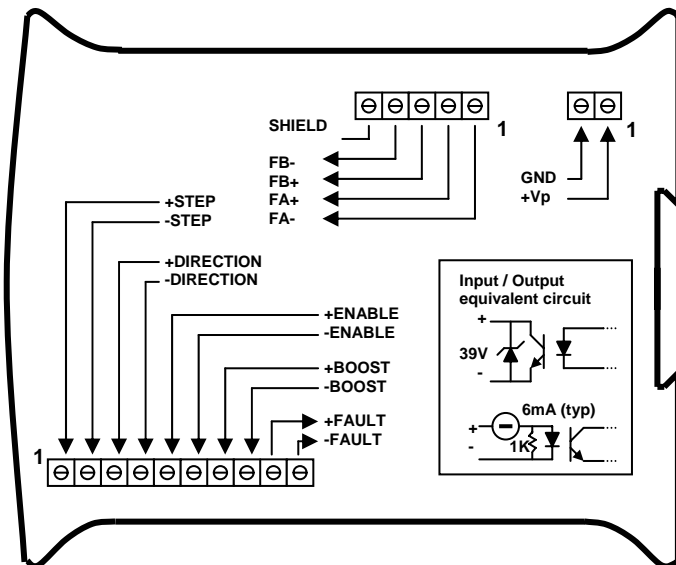 SHIELD
1
FB-
FB+
FA+
FA-
1
GND
+Vp
+STEP
-STEP
+DIRECTION
-DIRECTION
+ENABLE
-ENABLE
+BOOST
-BOOST
+FAULT
-FAULT
1
Input / Output
equivalent circuit
+
39V
-
6mA (typ)
+
-
1K